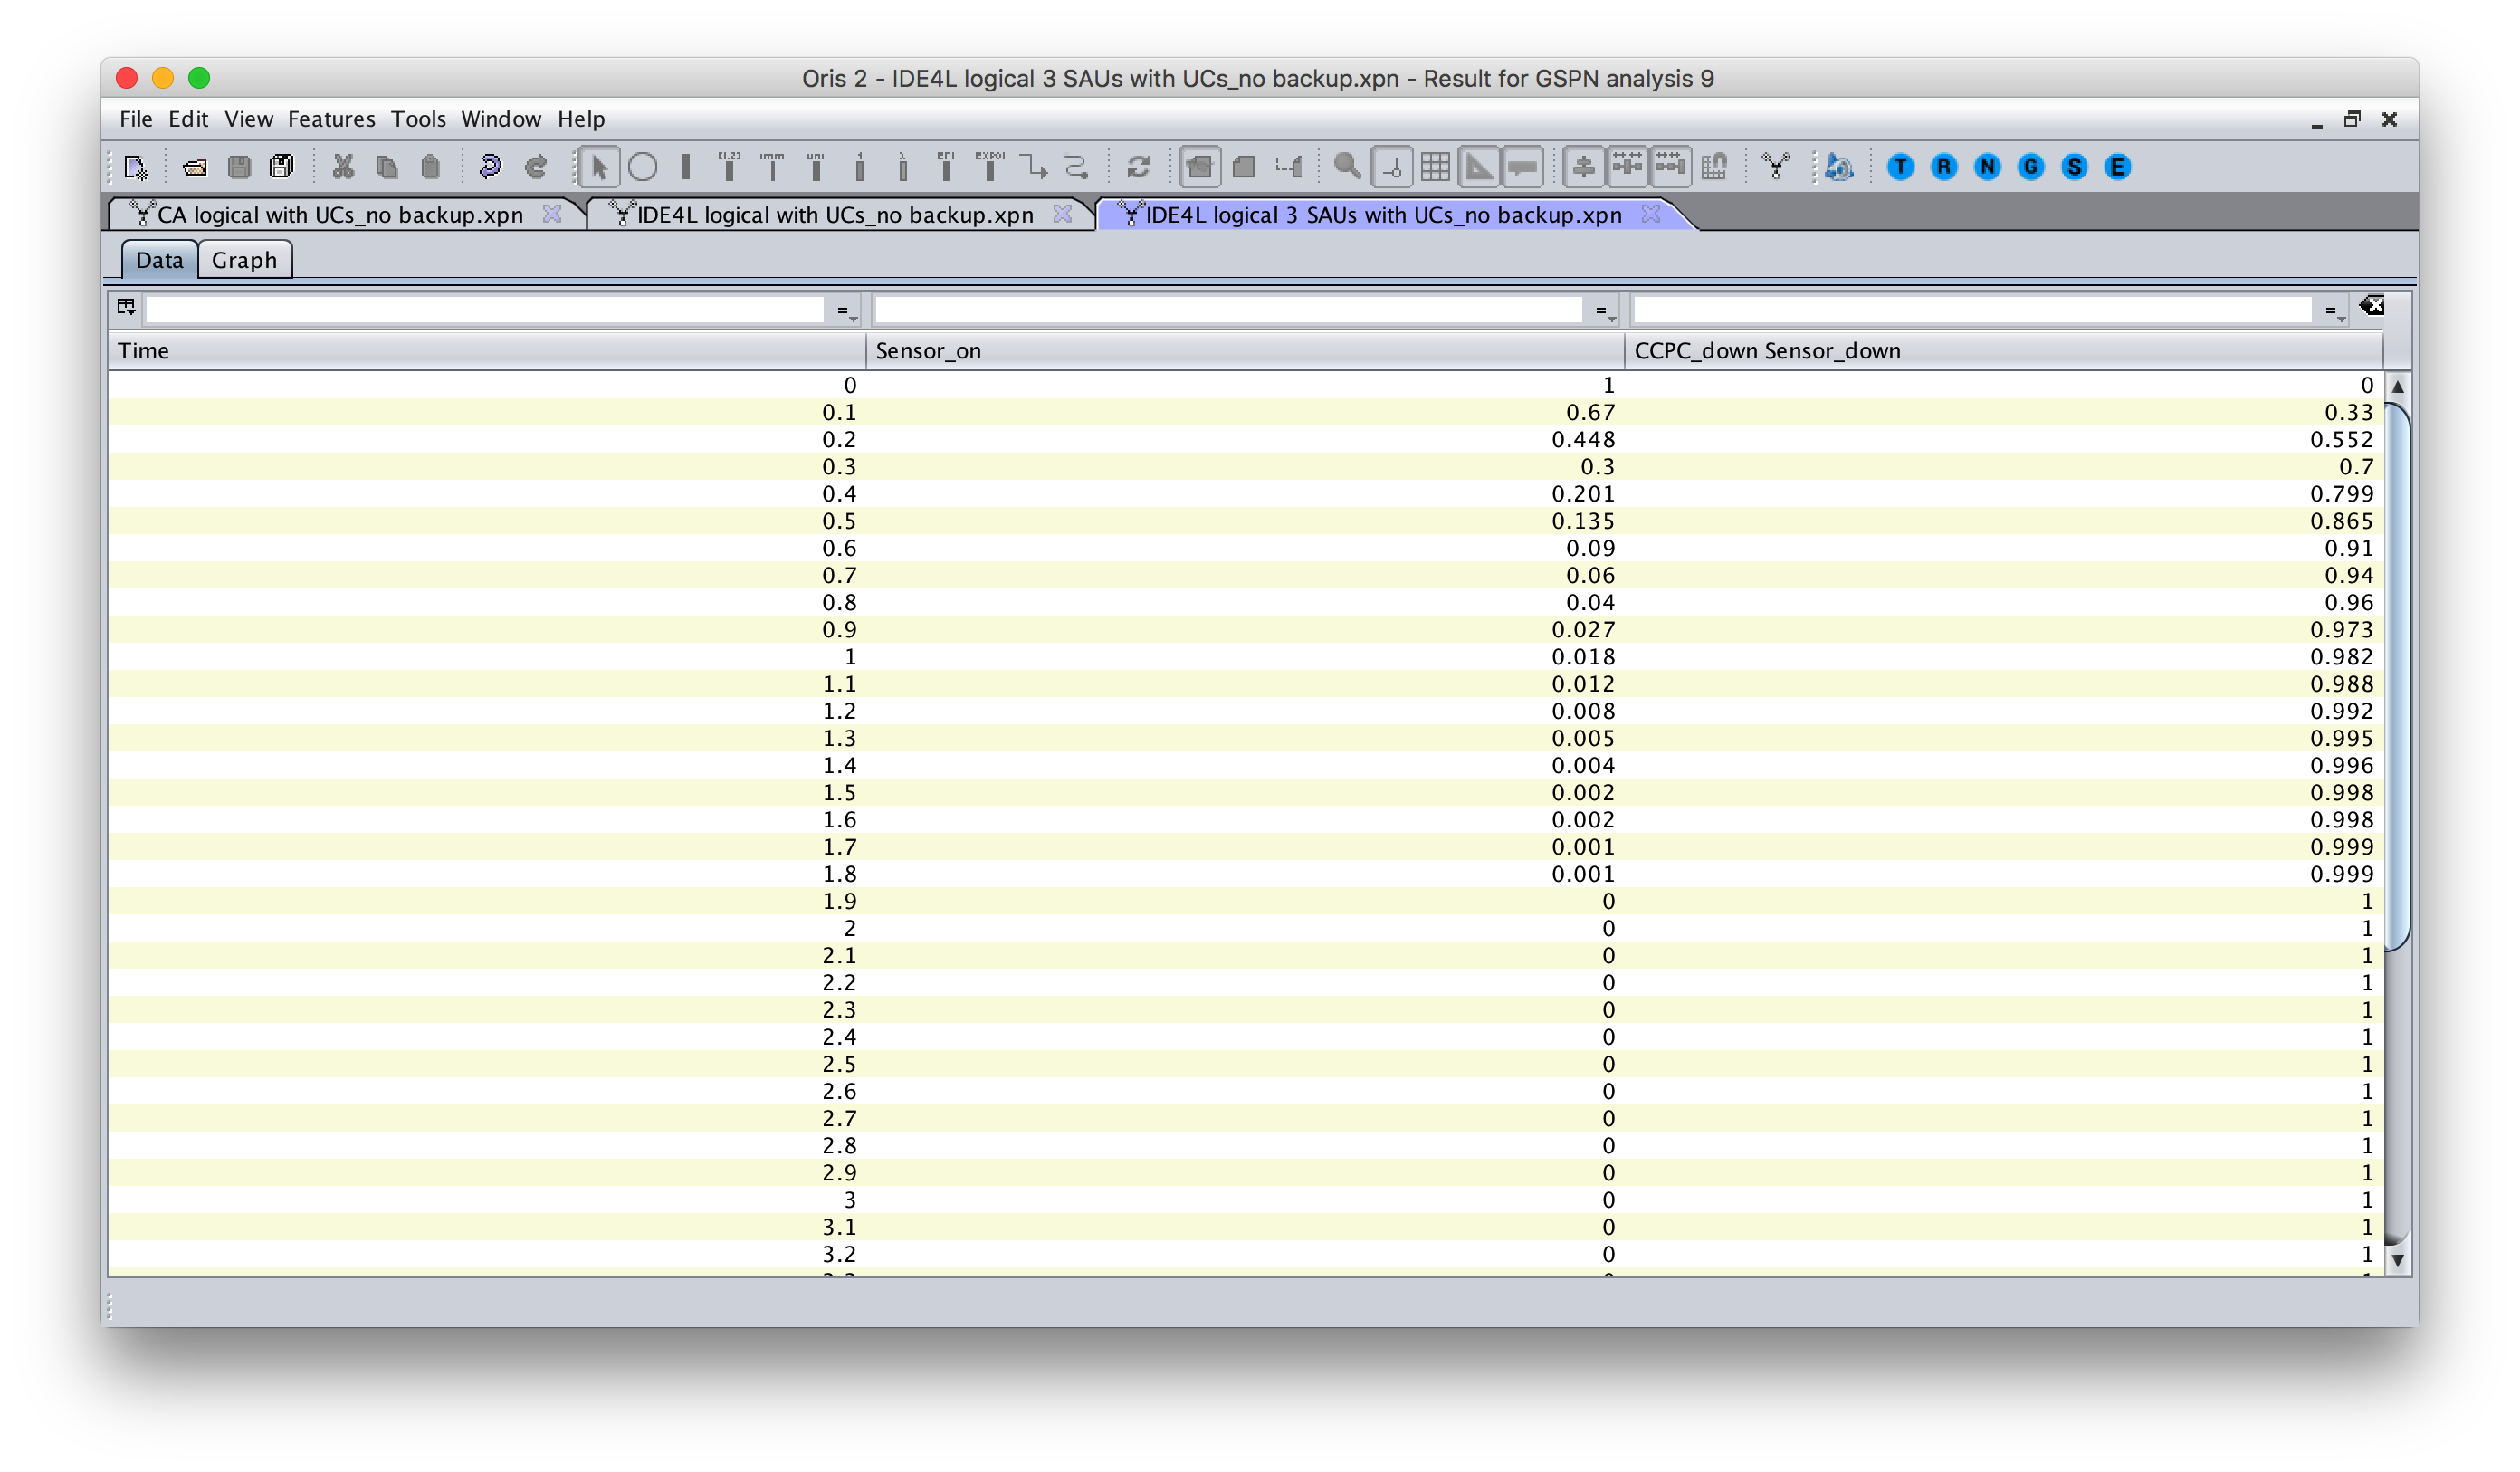 Oris 2 - IDE4L logical 3 SAUs with UCs_no backup.xpn - Result for GSPN analysis 9
File Edit View Features Tools Window Help
T R N G S E
CA logical with UCs_no backup.xpn IDE4L logical with UCs_no backup.xpn IDE4L logical 3 SAUs with UCs_no backup.xpn
Data Graph
= = =
Time Sensor_on CCPC_down Sensor_down
0 1 0
0.1 0.67 0.33
0.2 0.448 0.552
0.3 0.3 0.7
0.4 0.201 0.799
0.5 0.135 0.865
0.6 0.09 0.91
0.7 0.06 0.94
0.8 0.04 0.96
0.9 0.027 0.973
1 0.018 0.982
1.1 0.012 0.988
1.2 0.008 0.992
1.3 0.005 0.995
1.4 0.004 0.996
1.5 0.002 0.998
1.6 0.002 0.998
1.7 0.001 0.999
1.8 0.001 0.999
1.9 0 1
2 0 1
2.1 0 1
2.2 0 1
2.3 0 1
2.4 0 1
2.5 0 1
2.6 0 1
2.7 0 1
2.8 0 1
2.9 0 1
3 0 1
3.1 0 1
3.2 0 1